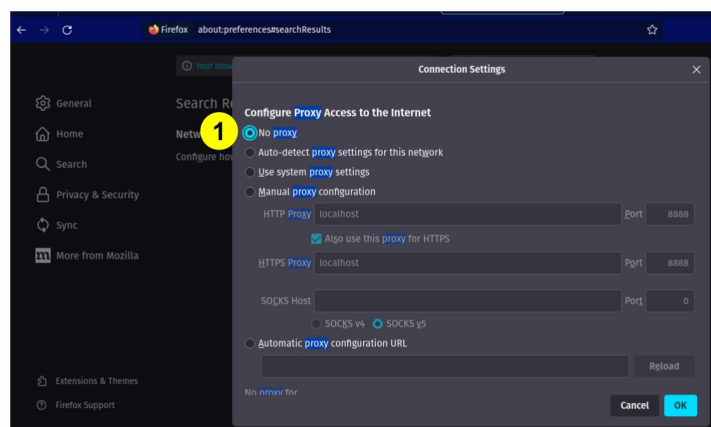 Firefox about:preferences#searchResults
Your brow
Connection Settings
General
Search Re
Configure Proxy Access to the Internet
Home
Netw
1
No proxy
Search
Configure how
Auto-detect proxy settings for this network
Use system proxy settings
Privacy & Security
Manual proxy configuration
HTTP Proxy localhost Port 8888
Sync
Also use this proxy for HTTPS
More from Mozilla
HTTPS Proxy localhost Port 8888
SOCKS Host Port 0
SOCKS v4 SOCKS v5
Automatic proxy configuration URL
Reload
Extensions & Themes
No proxy for
Firefox Support
Cancel OK